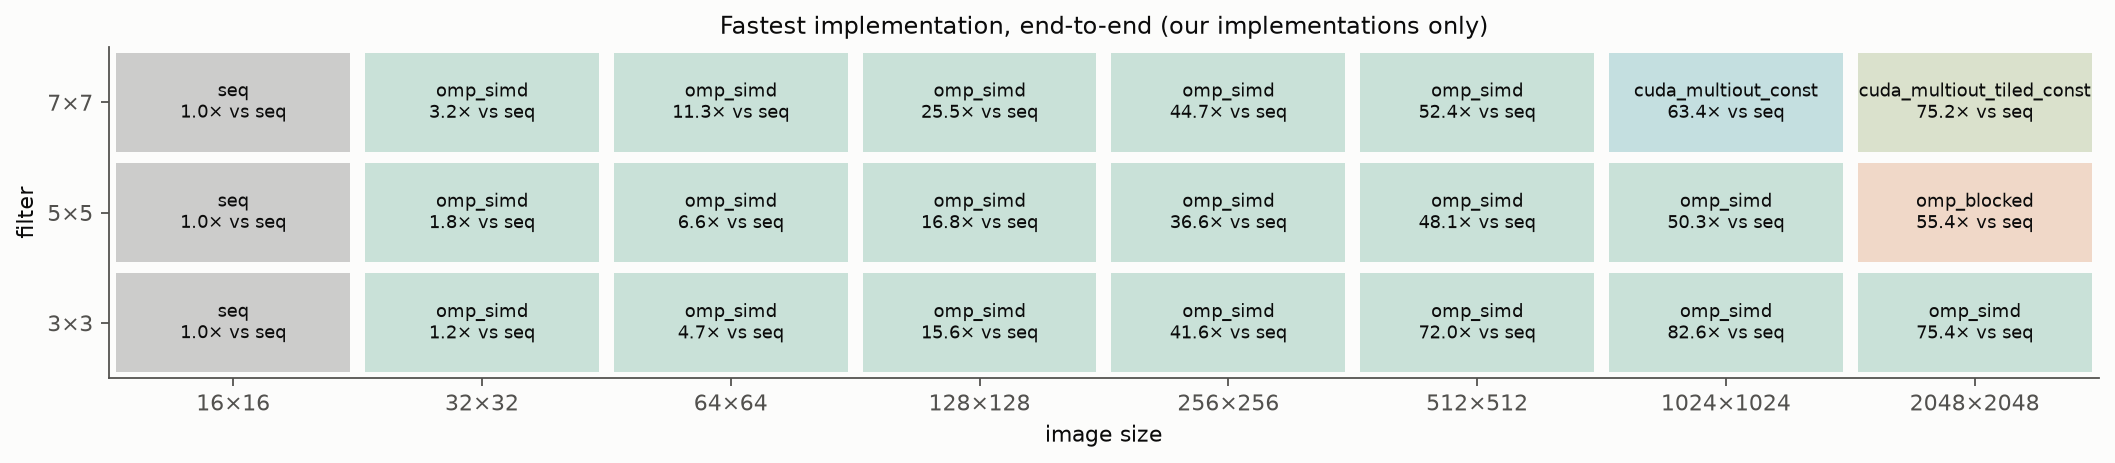 Fastest implementation, end-to-end (our implementations only)
filter
7×7
seq
1.0× vs seq
omp_simd
3.2× vs seq
omp_simd
11.3× vs seq
omp_simd
25.5× vs seq
omp_simd
44.7× vs seq
omp_simd
52.4× vs seq
cuda_multiout_const
63.4× vs seq
cuda_multiout_tiled_const
75.2× vs seq
5×5
seq
1.0× vs seq
omp_simd
1.8× vs seq
omp_simd
6.6× vs seq
omp_simd
16.8× vs seq
omp_simd
36.6× vs seq
omp_simd
48.1× vs seq
omp_simd
50.3× vs seq
omp_blocked
55.4× vs seq
3×3
seq
1.0× vs seq
omp_simd
1.2× vs seq
omp_simd
4.7× vs seq
omp_simd
15.6× vs seq
omp_simd
41.6× vs seq
omp_simd
72.0× vs seq
omp_simd
82.6× vs seq
omp_simd
75.4× vs seq
16×16
32×32
64×64
128×128
256×256
512×512
1024×1024
2048×2048
image size